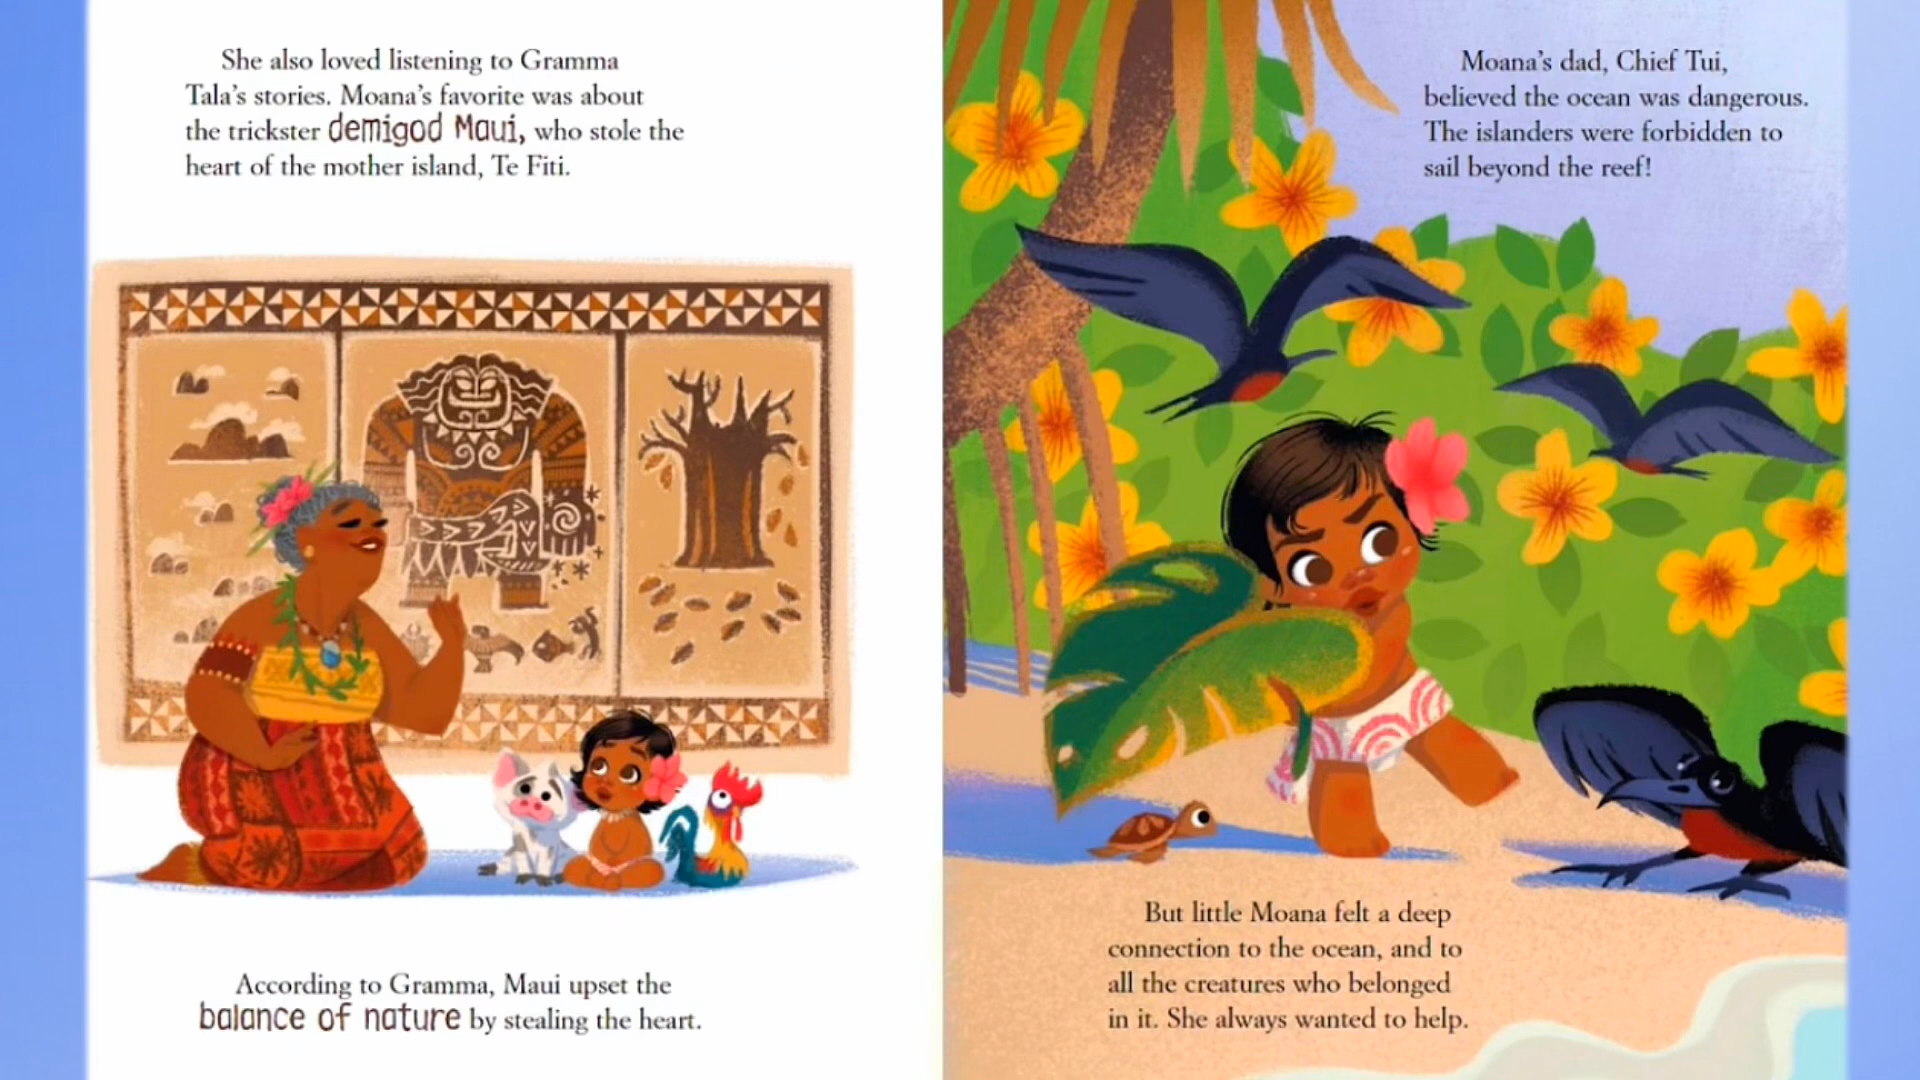 She also loved listening to Gramma
Tala's stories. Moana's favorite was about
the trickster demigod Maui, who stole the
heart of the mother island, Te Fiti.
According to Gramma, Maui upset the
balance of nature by stealing the heart.
Moana's dad, Chief Tui,
believed the ocean was dangerous.
The islanders were forbidden to
sail beyond the reef!
But little Moana felt a deep
connection to the ocean, and to
all the creatures who belonged
in it. She always wanted to help.